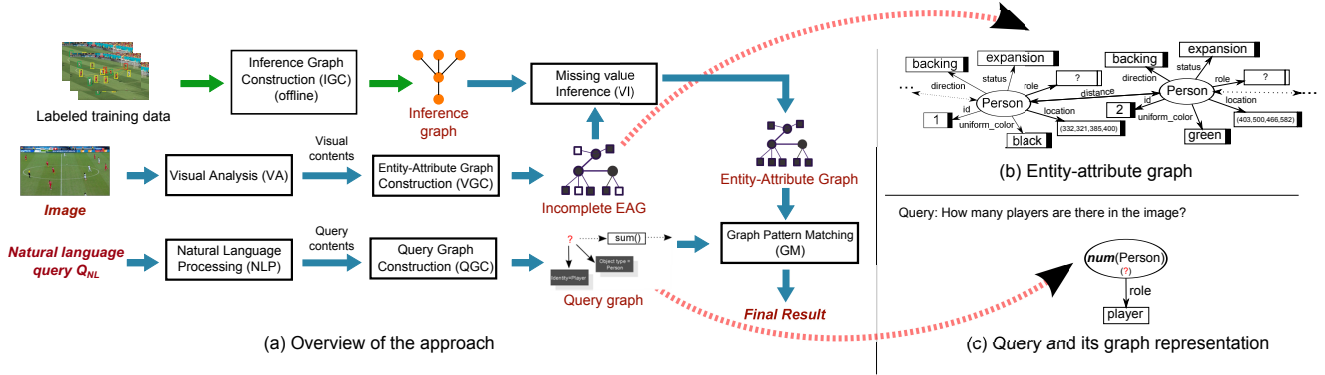 Labeled training data
Inference Graph
Construction (IGC)
(offline)
Inference
graph
Missing value
Inference (VI)
Image
Visual Analysis (VA)
Visual
contents
Entity-Attribute Graph
Construction (VGC)
Incomplete EAG
Entity-Attribute Graph
Natural language
query Q_NL
Natural Language
Processing (NLP)
Query
contents
Query Graph
Construction (QGC)
?
sum()
Object type =
Person
Identity=Player
Query graph
Graph Pattern Matching
(GM)
Final Result
(a) Overview of the approach
backing
expansion
status
direction
role
?
...
Person
distance
id
location
1
uniform_color
(332,321,385,400)
black
backing
expansion
status
direction
role
?
...
Person
id
location
2
uniform_color
(403,500,466,582)
green
(b) Entity-attribute graph
Query: How many players are there in the image?
num(Person)
(?)
role
player
(c) Query and its graph representation